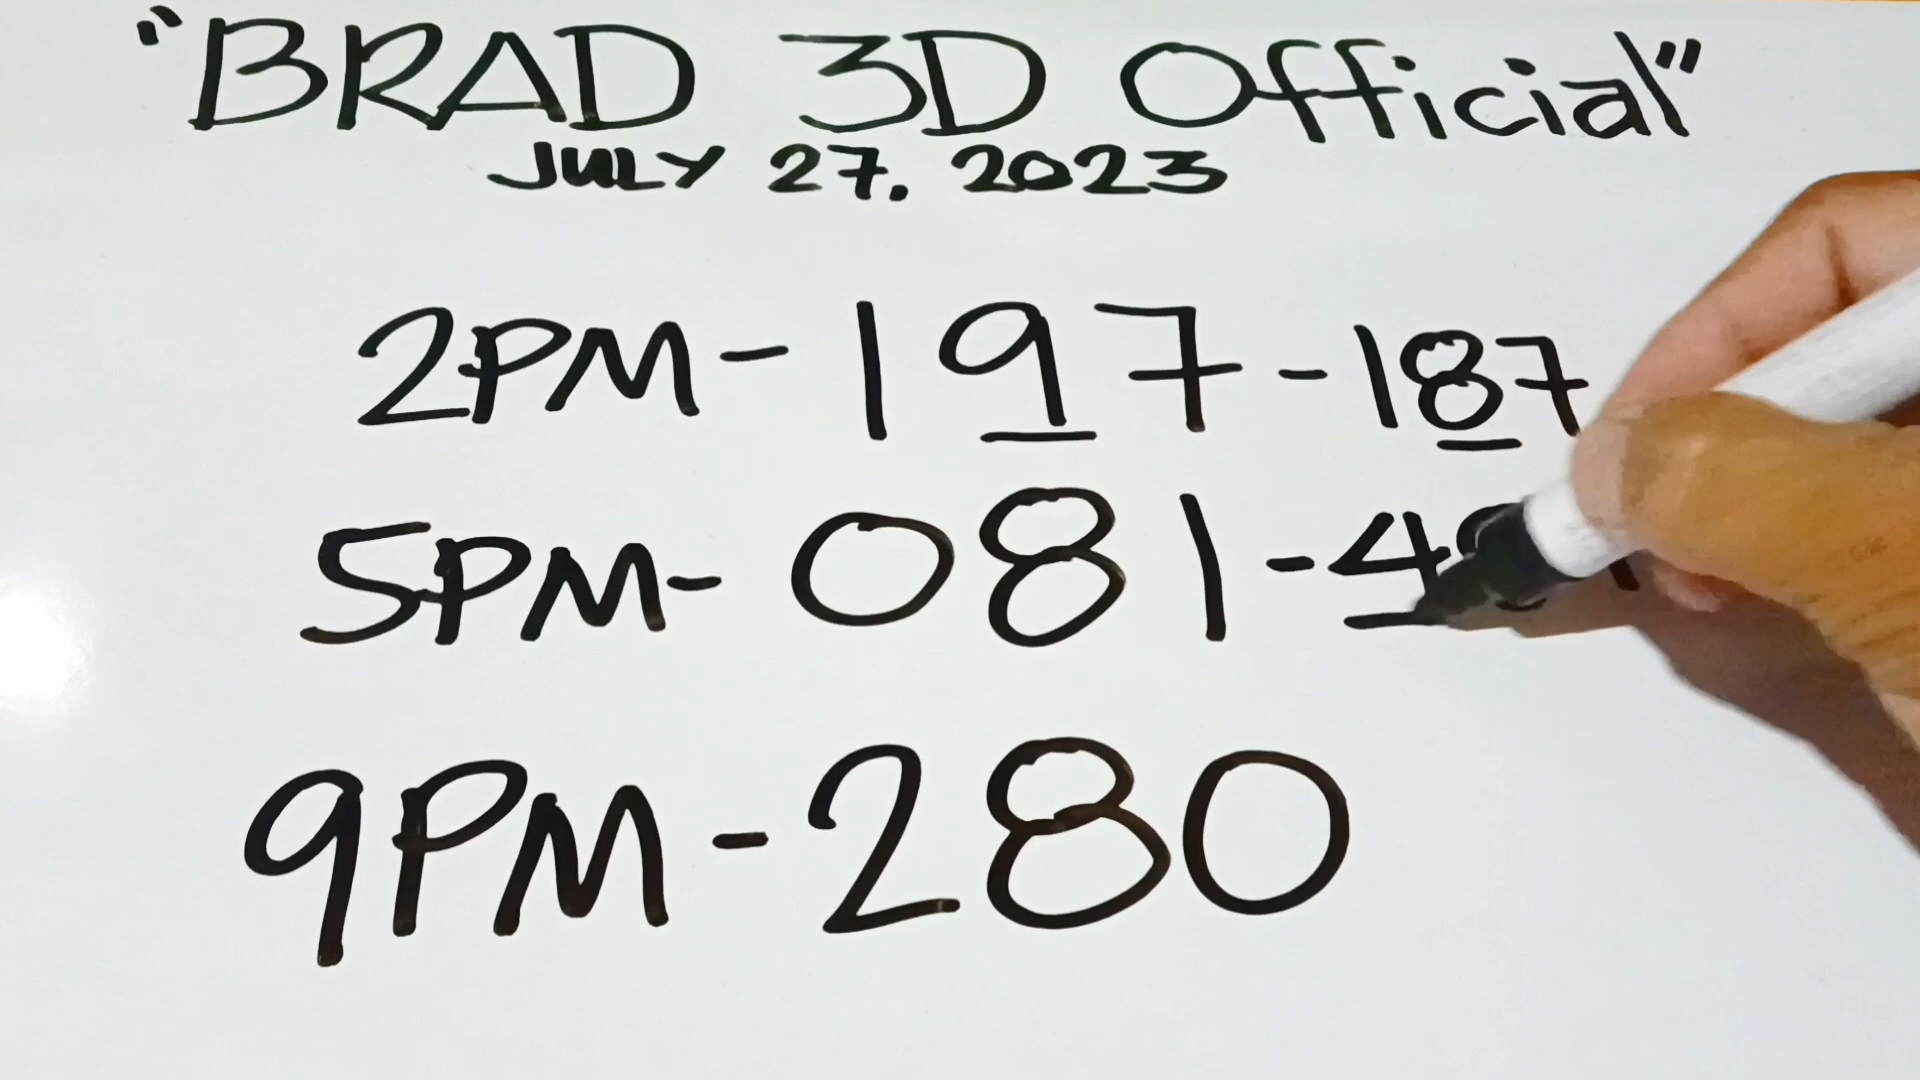 "BRAD 3D Official"
JULY 27. 2023
2PM - 197 - 187
5PM - 081 - 4
9PM - 280